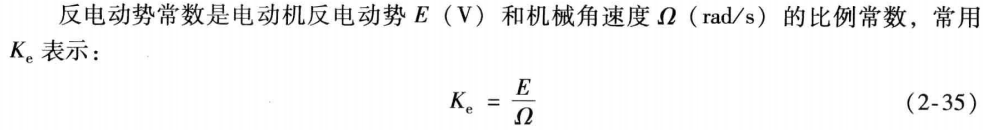 反电动势常数是电动机反电动势 E（V）和机械角速度 Ω（rad/s）的比例常数，常用
Ke 表示：
Ke = E/Ω (2-35)